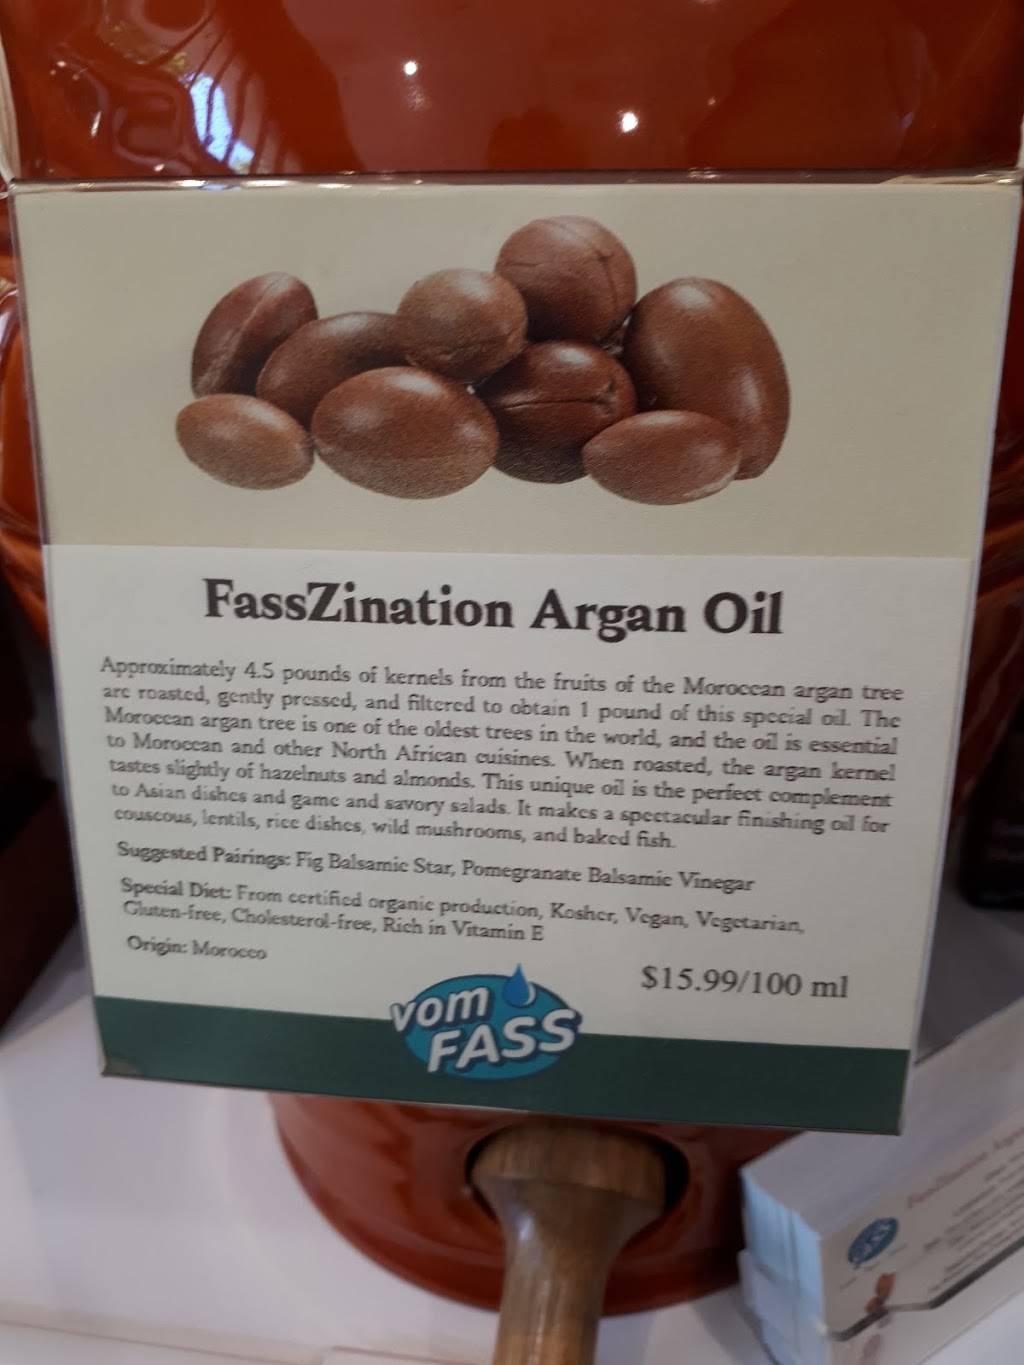 FassZination Argan Oil
Approximately 4.5 pounds of kernels from the fruits of the Moroccan argan tree
are roasted, gently pressed, and filtered to obtain 1 pound of this special oil. The
Moroccan argan tree is one of the oldest trees in the world, and the oil is essential
to Moroccan and other North African cuisines. When roasted, the argan kernel
tastes slightly of hazelnuts and almonds. This unique oil is the perfect complement
to Asian dishes and game and savory salads. It makes a spectacular finishing oil for
couscous, lentils, rice dishes, wild mushrooms, and baked fish.
Suggested Pairings: Fig Balsamic Star, Pomegranate Balsamic Vinegar
Special Diet: From certified organic production, Kosher, Vegan, Vegetarian,
Gluten-free, Cholesterol-free, Rich in Vitamin E
Origin: Morocco
$15.99/100 ml
vom
FASS